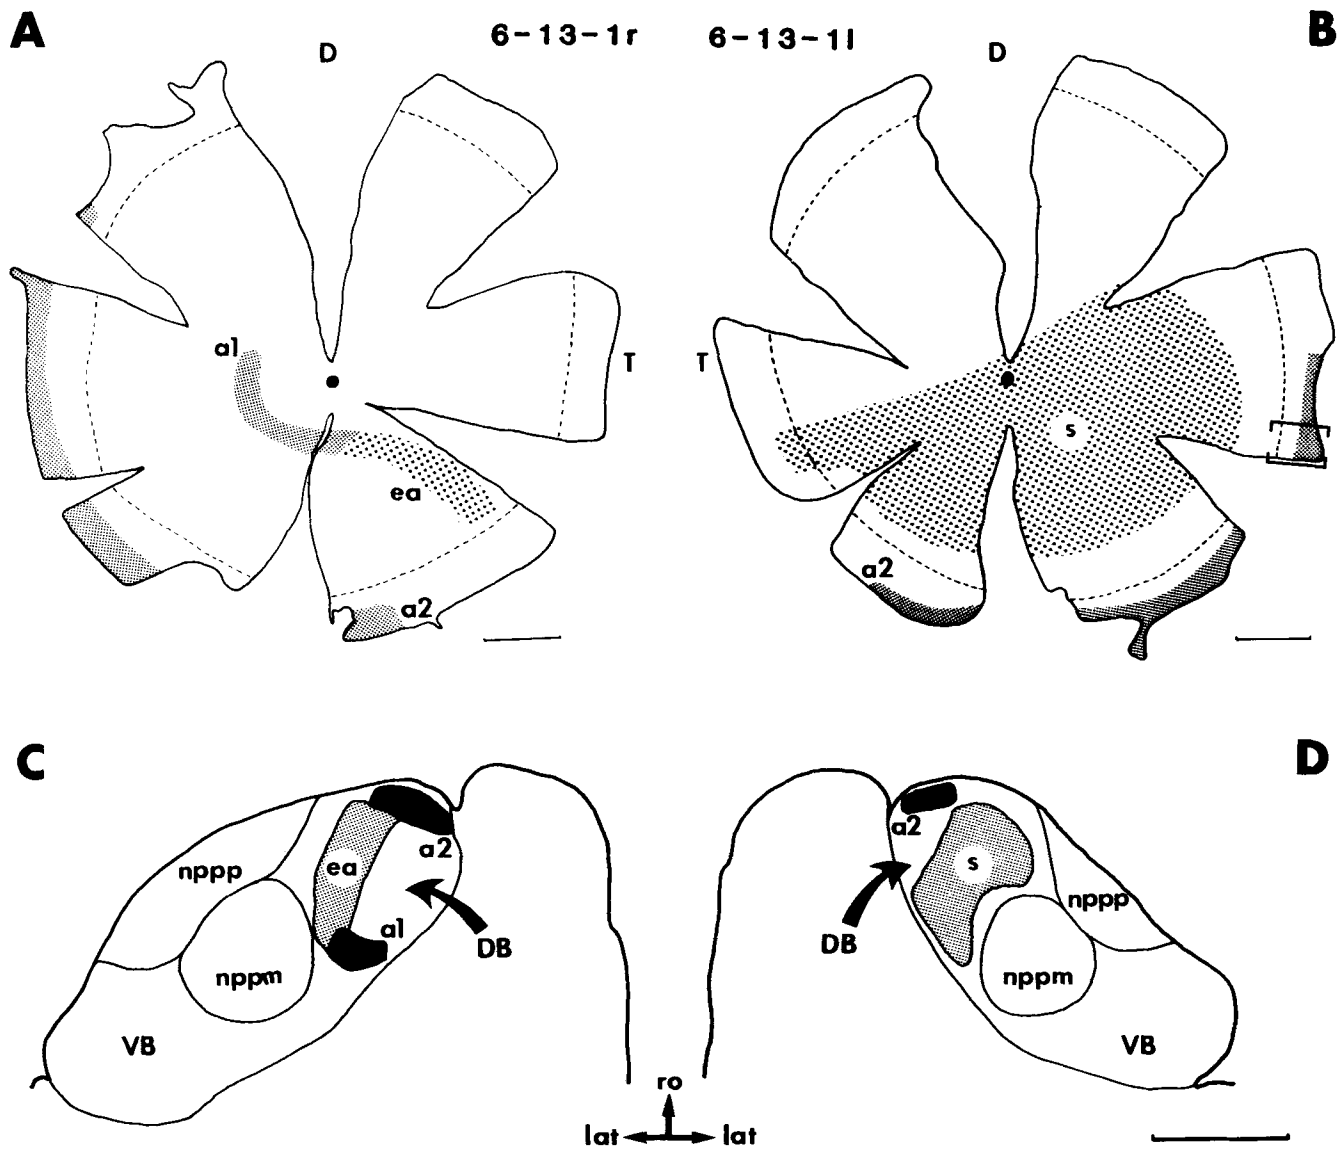 A 6-13-1r 6-13-1l B
D D
a1 T T
s
ea
a2
a2
C D
nppp ea a2 a2 s nppp
a1
DB DB
nppm nppm
VB VB
ro
lat lat